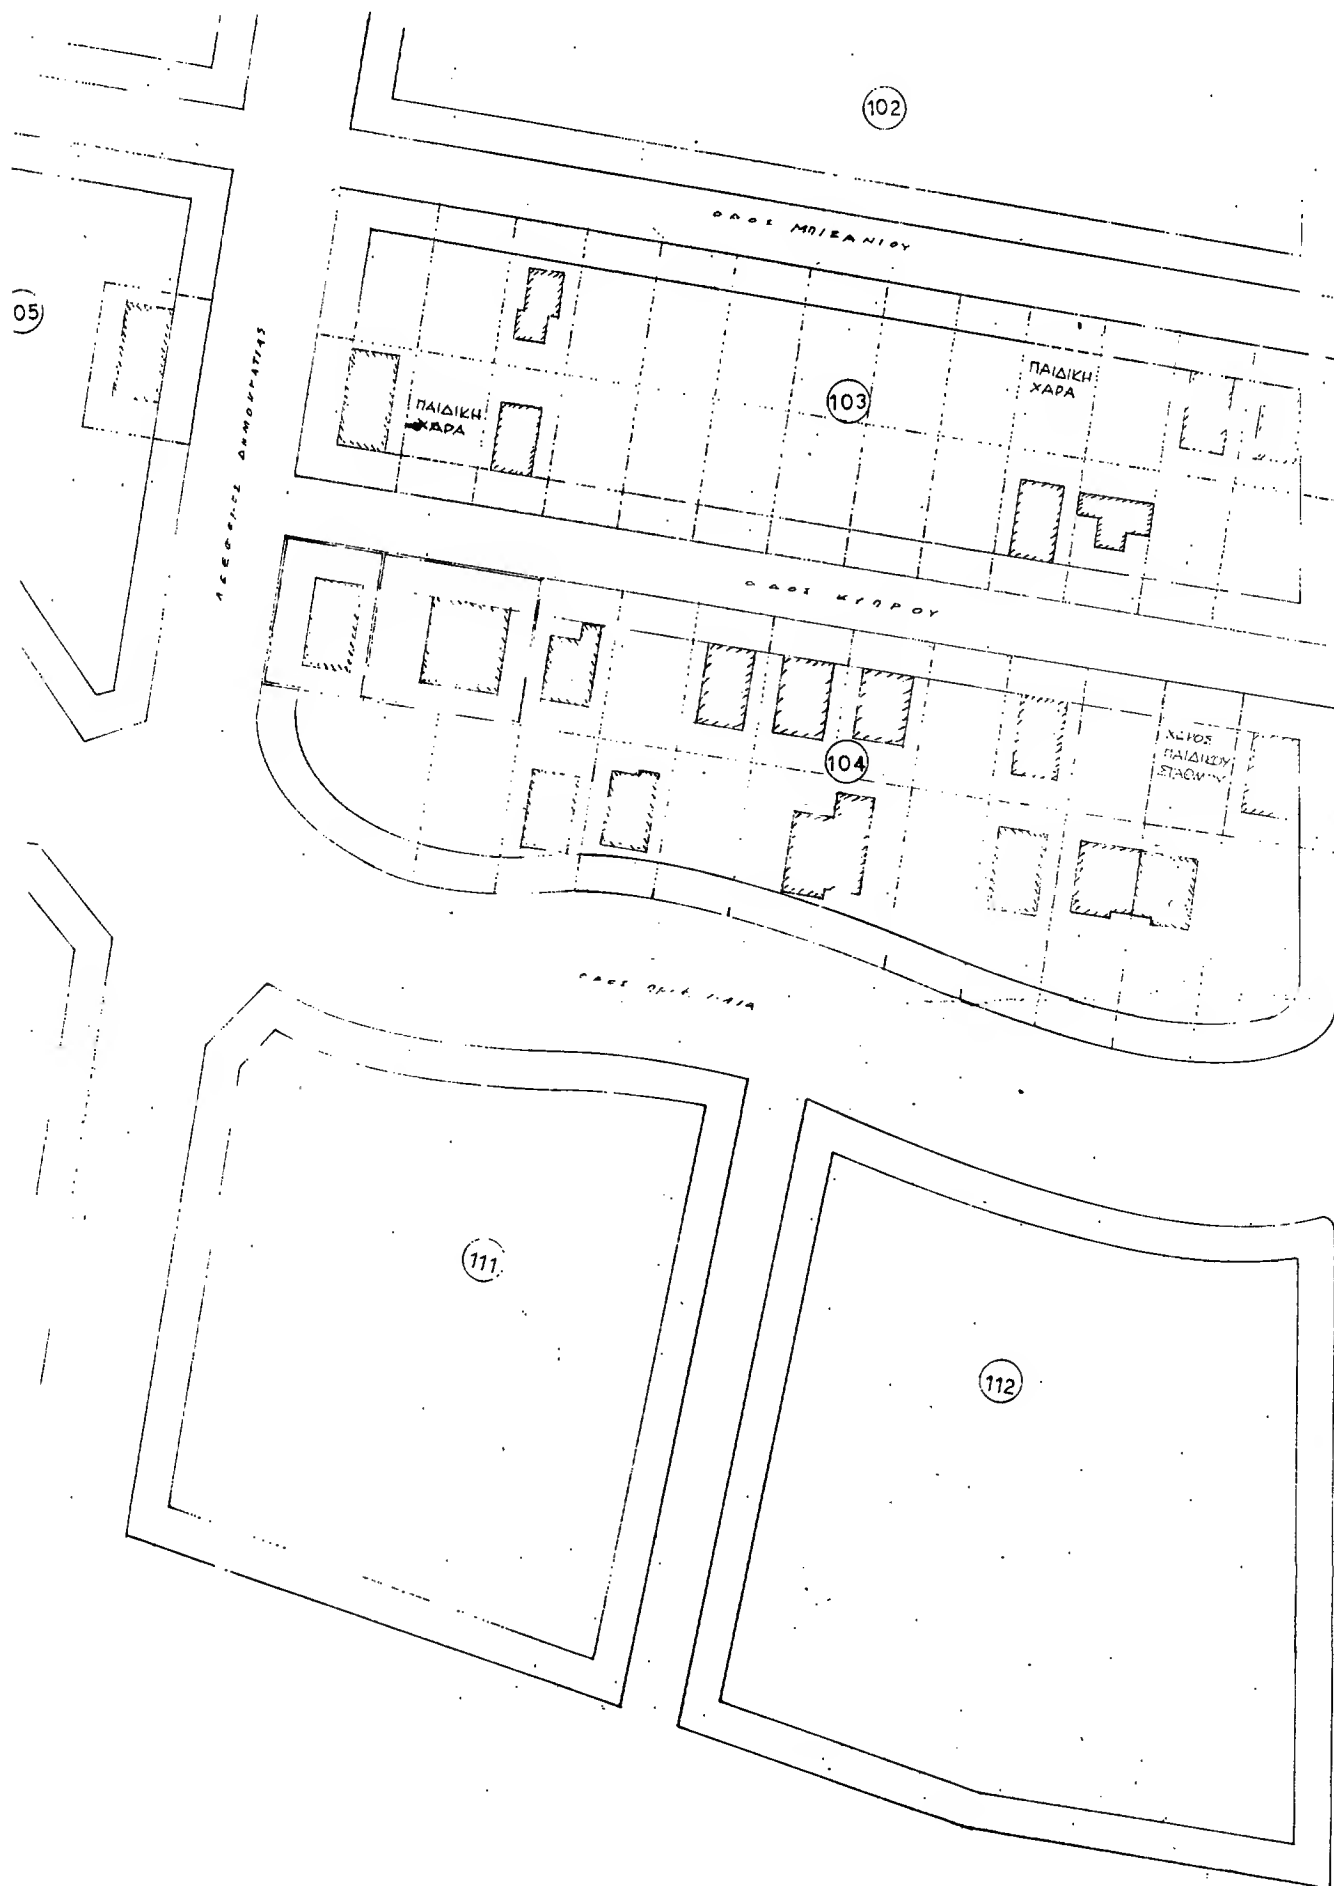 102
ΟΔΟΣ ΜΠΙΖΑΝΙΟΥ
05
ΛΕΩΦΟΡΟΣ ΔΗΜΟΚΡΑΤΙΑΣ
ΠΑΙΔΙΚΗ
ΧΑΡΑ
103
ΠΑΙΔΙΚΗ
ΧΑΡΑ
ΟΔΟΣ ΚΥΠΡΟΥ
104
ΧΩΡΟΣ
ΠΑΙΔΙΚΟΥ
ΣΤΑΘΜΟΥ
ΟΔΟΣ
111
112